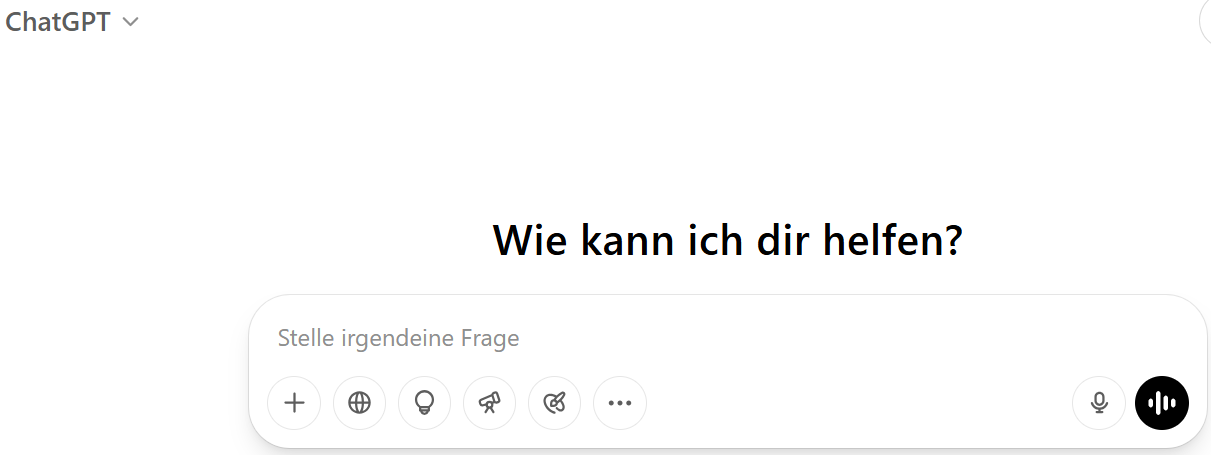 ChatGPT
Wie kann ich dir helfen?
Stelle irgendeine Frage